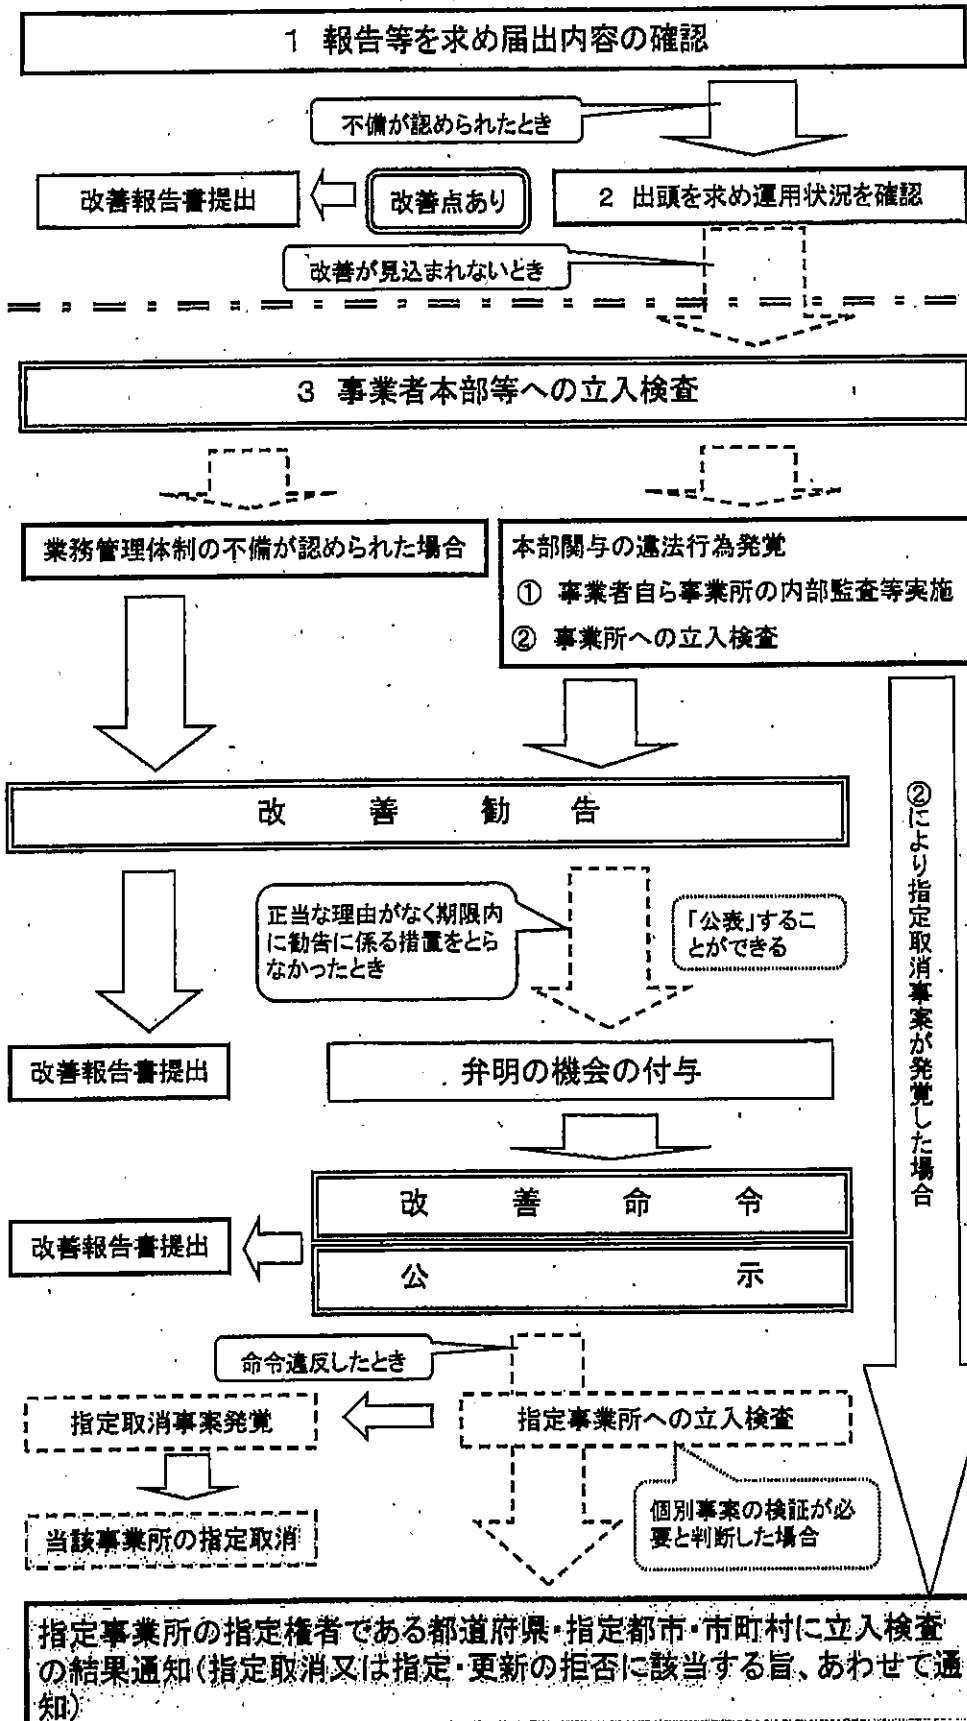 1 報告等を求め届出内容の確認
不備が認められたとき
改善報告書提出
改善点あり
2 出頭を求め運用状況を確認
改善が見込まれないとき
3 事業者本部等への立入検査
業務管理体制の不備が認められた場合
本部関与の違法行為発覚
① 事業者自ら事業所の内部監査等実施
② 事業所への立入検査
改善勧告
②により指定取消事案が発覚した場合
正当な理由がなく期限内
に勧告に係る措置をとら
なかったとき
「公表」するこ
とができる
改善報告書提出
弁明の機会の付与
改善命令
改善報告書提出
公示
命令違反したとき
指定取消事案発覚
指定事業所への立入検査
個別事案の検証が必
要と判断した場合
当該事業所の指定取消
指定事業所の指定権者である都道府県・指定都市・市町村に立入検査
の結果通知(指定取消又は指定・更新の拒否に該当する旨、あわせて通
知)